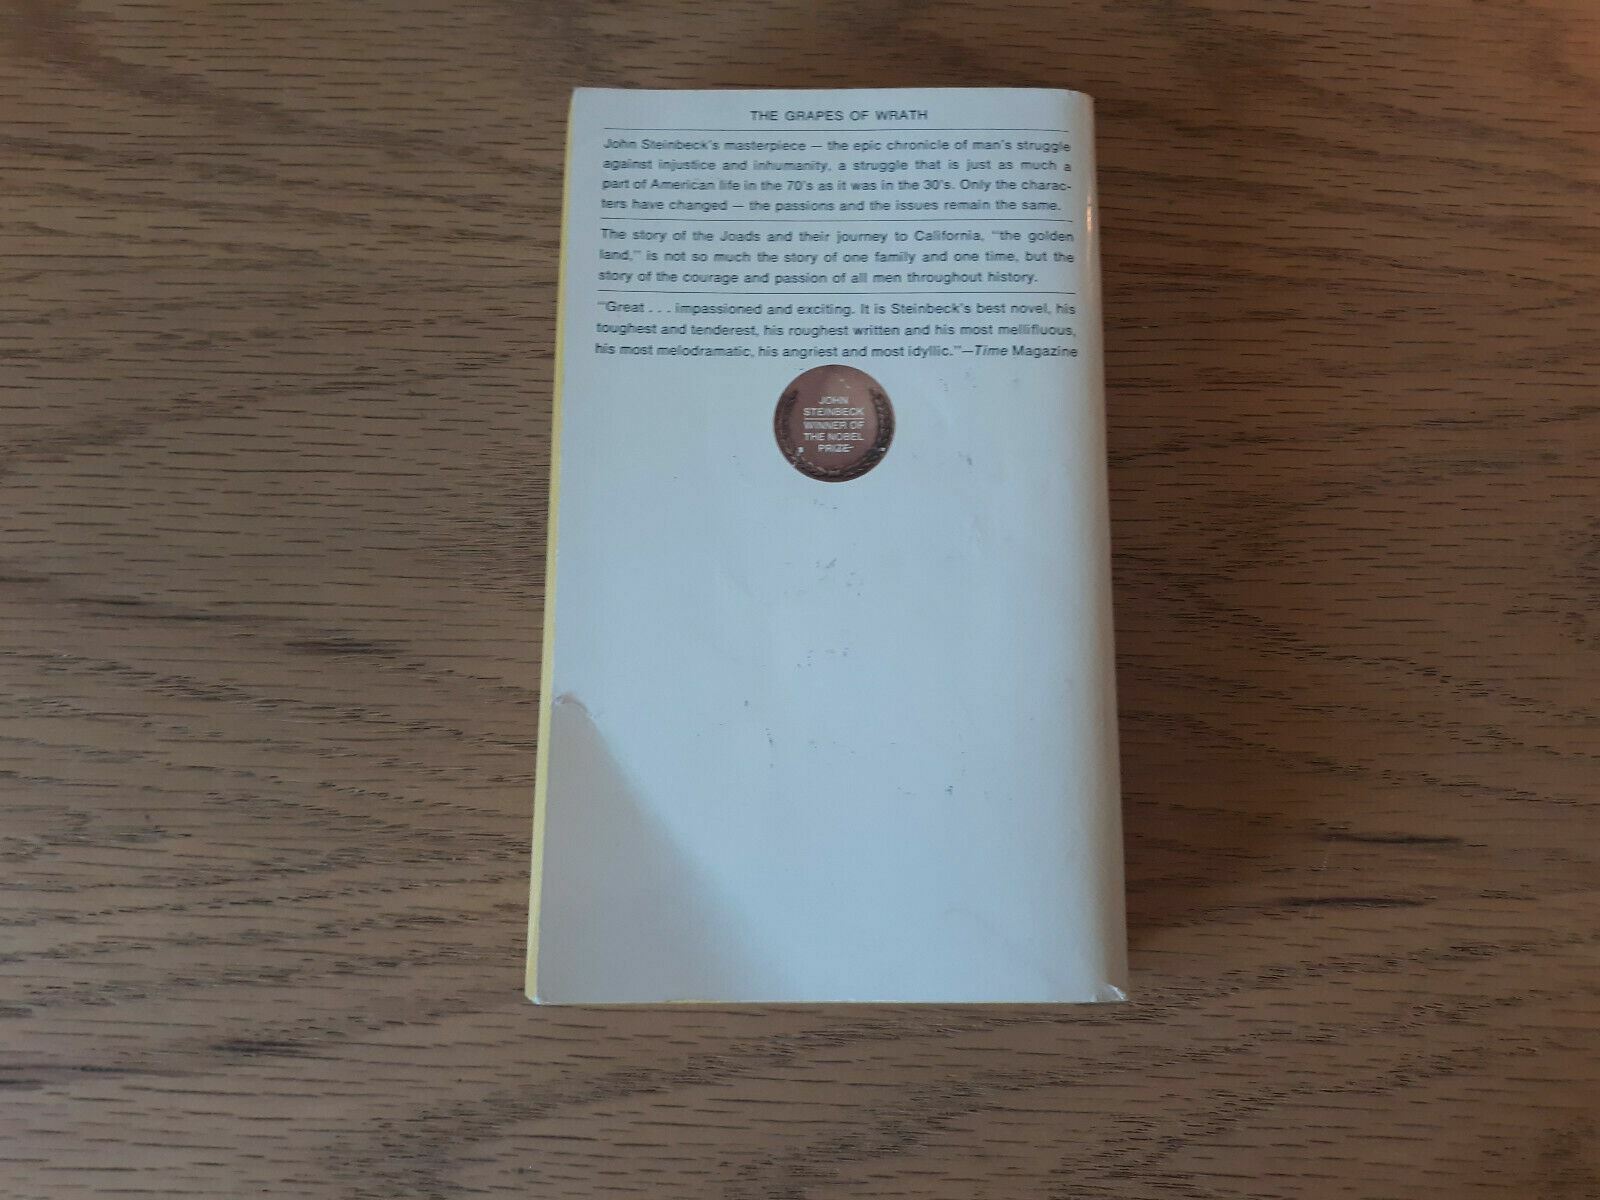 THE GRAPES OF WRATH
John Steinbeck's masterpiece — the epic chronicle of man's struggle
against injustice and inhumanity, a struggle that is just as much a
part of American life in the 70's as it was in the 30's. Only the charac-
ters have changed — the passions and the issues remain the same.
The story of the Joads and their journey to California, "the golden
land," is not so much the story of one family and one time, but the
story of the courage and passion of all men throughout history.
"Great . . . impassioned and exciting. It is Steinbeck's best novel, his
toughest and tenderest, his roughest written and his most mellifluous,
his most melodramatic, his angriest and most idyllic."—Time Magazine
JOHN
STEINBECK
WINNER OF
THE NOBEL
PRIZE